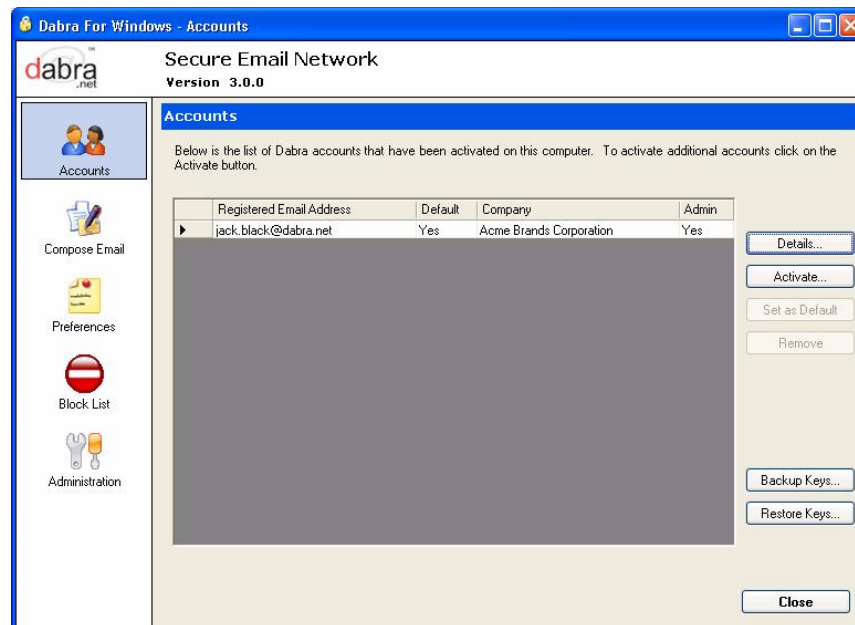 Dabra For Windows - Accounts
dabra
.net
Secure Email Network
Version 3.0.0
Accounts
Compose Email
Preferences
Block List
Administration
Accounts
Below is the list of Dabra accounts that have been activated on this computer. To activate additional accounts click on the
Activate button.
Registered Email Address Default Company Admin
jack.black@dabra.net Yes Acme Brands Corporation Yes
Details...
Activate...
Set as Default
Remove
Backup Keys...
Restore Keys...
Close